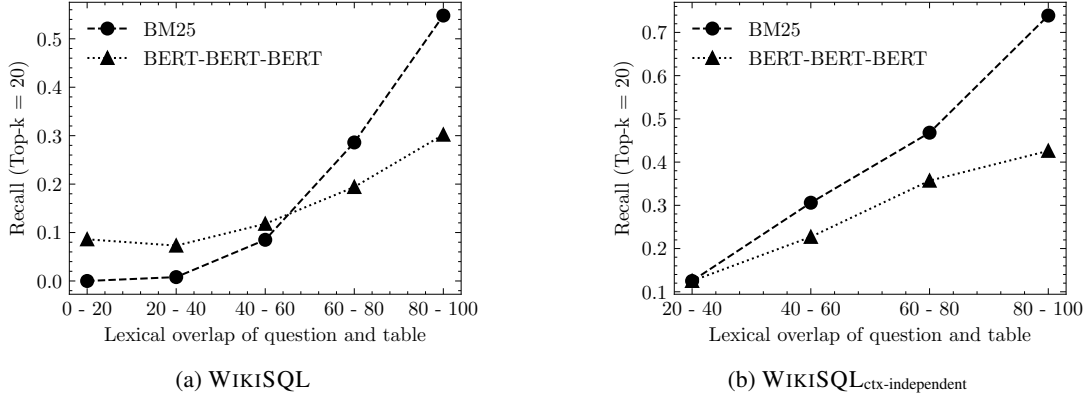 BM25
BERT-BERT-BERT
0.5
0.4
0.3
0.2
0.1
0.0
Recall (Top-k = 20)
0 - 20 20 - 40 40 - 60 60 - 80 80 - 100
Lexical overlap of question and table
(a) WIKISQL
BM25
BERT-BERT-BERT
0.7
0.6
0.5
0.4
0.3
0.2
0.1
Recall (Top-k = 20)
20 - 40 40 - 60 60 - 80 80 - 100
Lexical overlap of question and table
(b) WIKISQLctx-independent